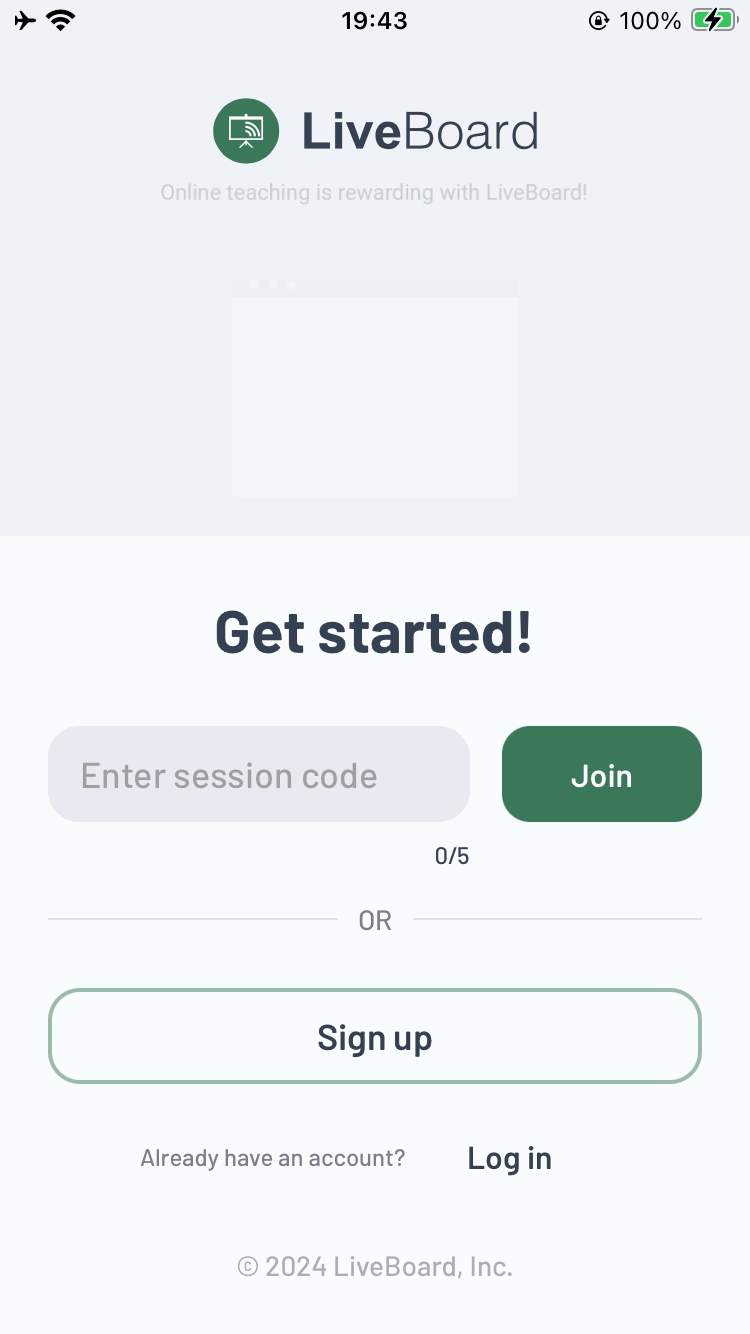 19:43
100%
LiveBoard
Online teaching is rewarding with LiveBoard!
Get started!
Enter session code
Join
0/5
OR
Sign up
Already have an account? Log in
© 2024 LiveBoard, Inc.